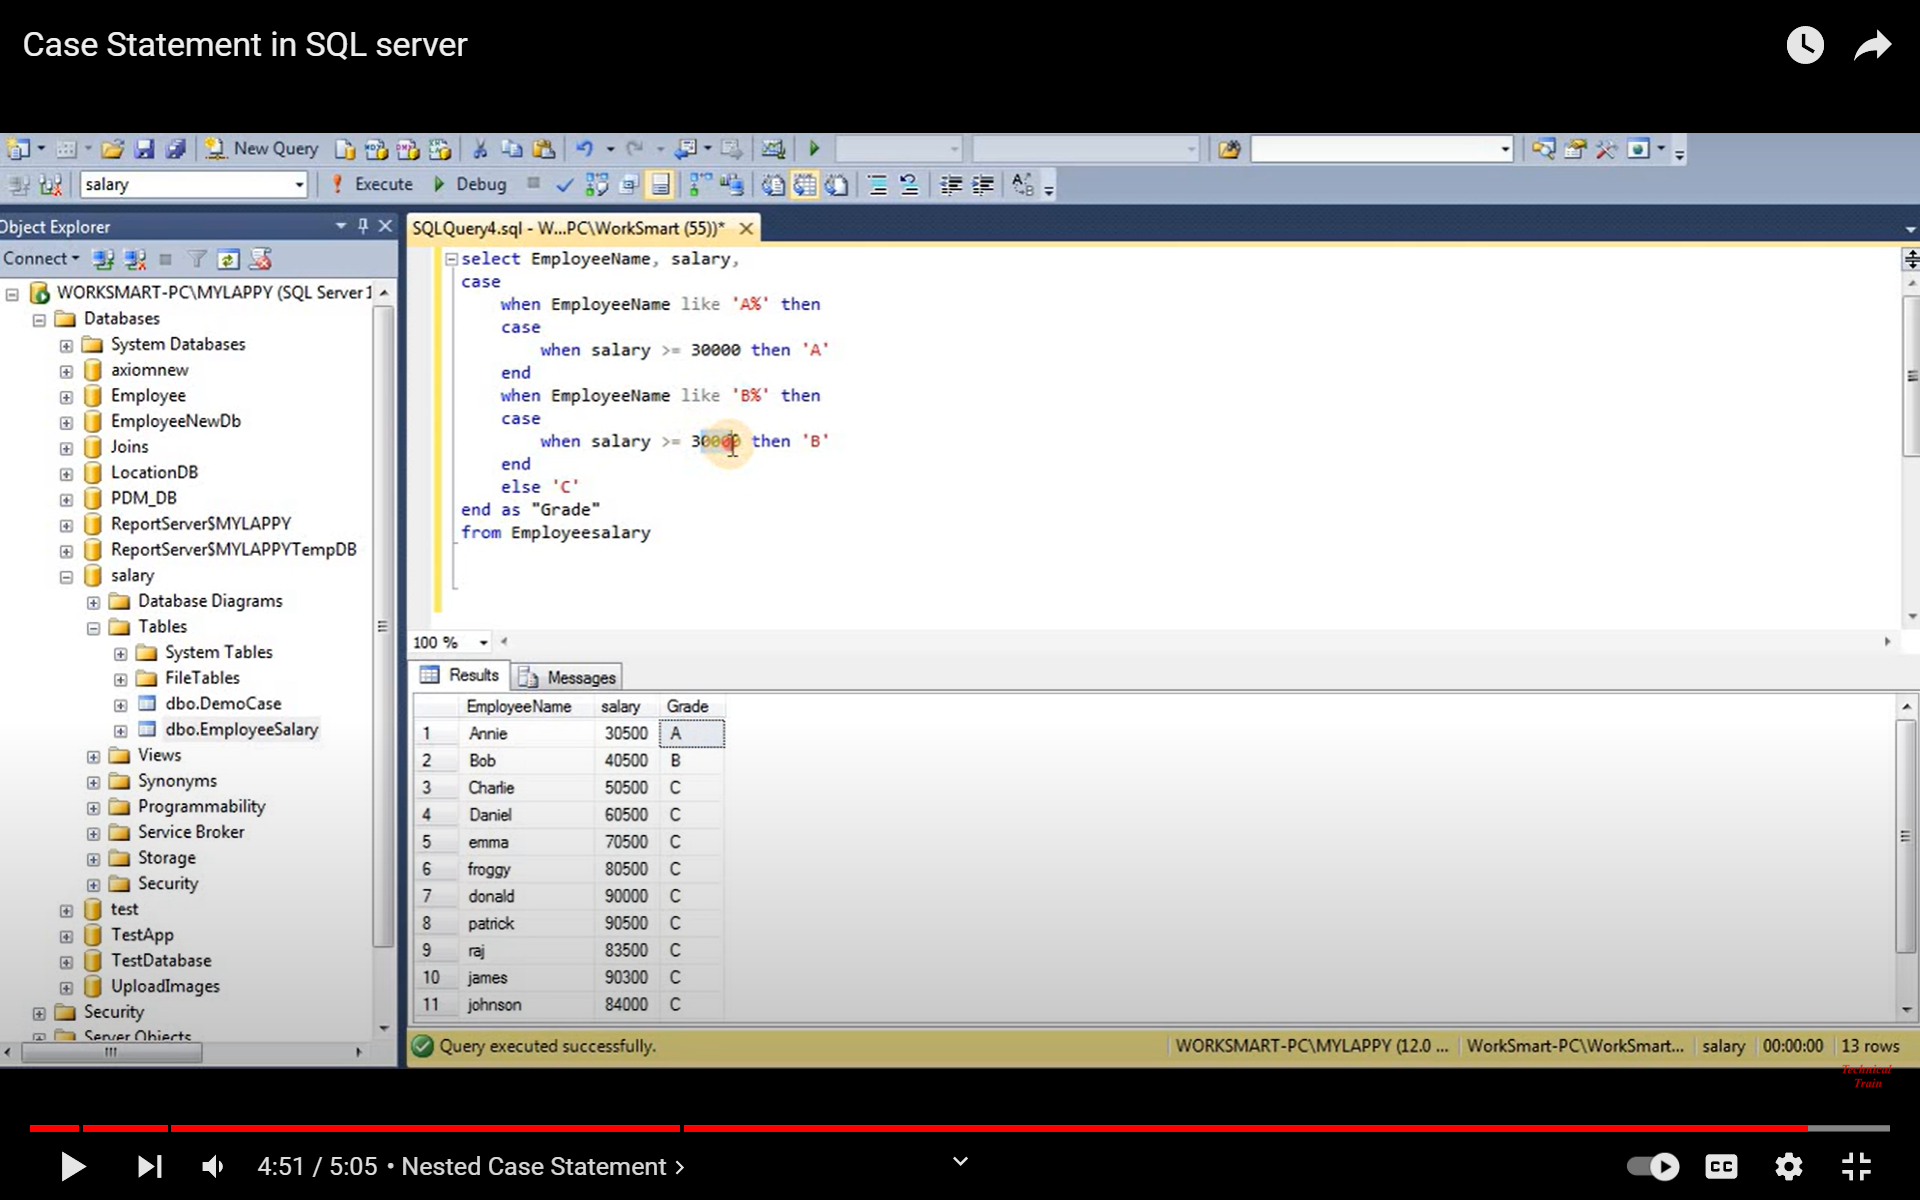 Case Statement in SQL server
New Query
salary
Execute
Debug
Object Explorer
Connect
WORKSMART-PC\MYLAPPY (SQL Server 1
Databases
System Databases
axiomnew
Employee
EmployeeNewDb
Joins
LocationDB
PDM_DB
ReportServer$MYLAPPY
ReportServer$MYLAPPYTempDB
salary
Database Diagrams
Tables
System Tables
FileTables
dbo.DemoCase
dbo.EmployeeSalary
Views
Synonyms
Programmability
Service Broker
Storage
Security
test
TestApp
TestDatabase
UploadImages
Security
Server Objects
SQLQuery4.sql - W...PC\WorkSmart (55))*
select EmployeeName, salary,
case
when EmployeeName like 'A%' then
case
when salary >= 30000 then 'A'
end
when EmployeeName like 'B%' then
case
when salary >= 30000 then 'B'
end
else 'C'
end as "Grade"
from Employeesalary
100 %
Results Messages
EmployeeName salary Grade
1 Annie 30500 A
2 Bob 40500 B
3 Charlie 50500 C
4 Daniel 60500 C
5 emma 70500 C
6 froggy 80500 C
7 donald 90000 C
8 patrick 90500 C
9 raj 83500 C
10 james 90300 C
11 johnson 84000 C
Query executed successfully.
WORKSMART-PC\MYLAPPY (12.0 ... WorkSmart-PC\WorkSmart... salary 00:00:00 13 rows
Technical
Train
4:51 / 5:05 • Nested Case Statement
CC